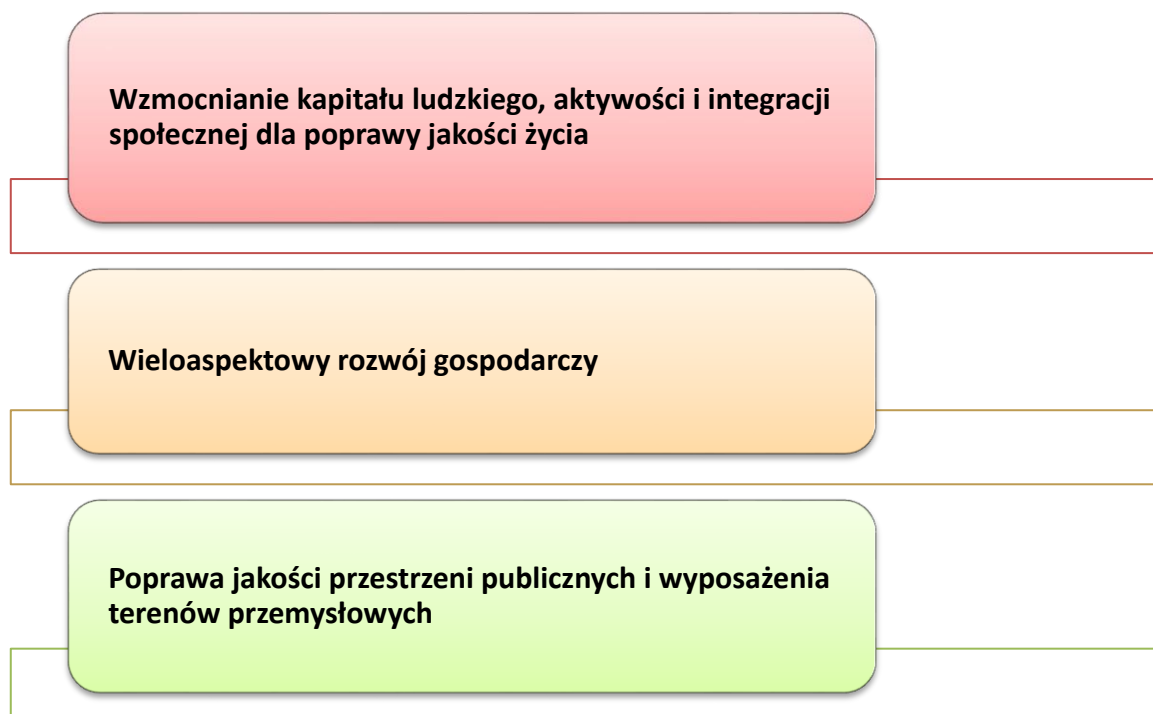 Wzmocnianie kapitału ludzkiego, aktywości i integracji
społecznej dla poprawy jakości życia
Wieloaspektowy rozwój gospodarczy
Poprawa jakości przestrzeni publicznych i wyposażenia
terenów przemysłowych